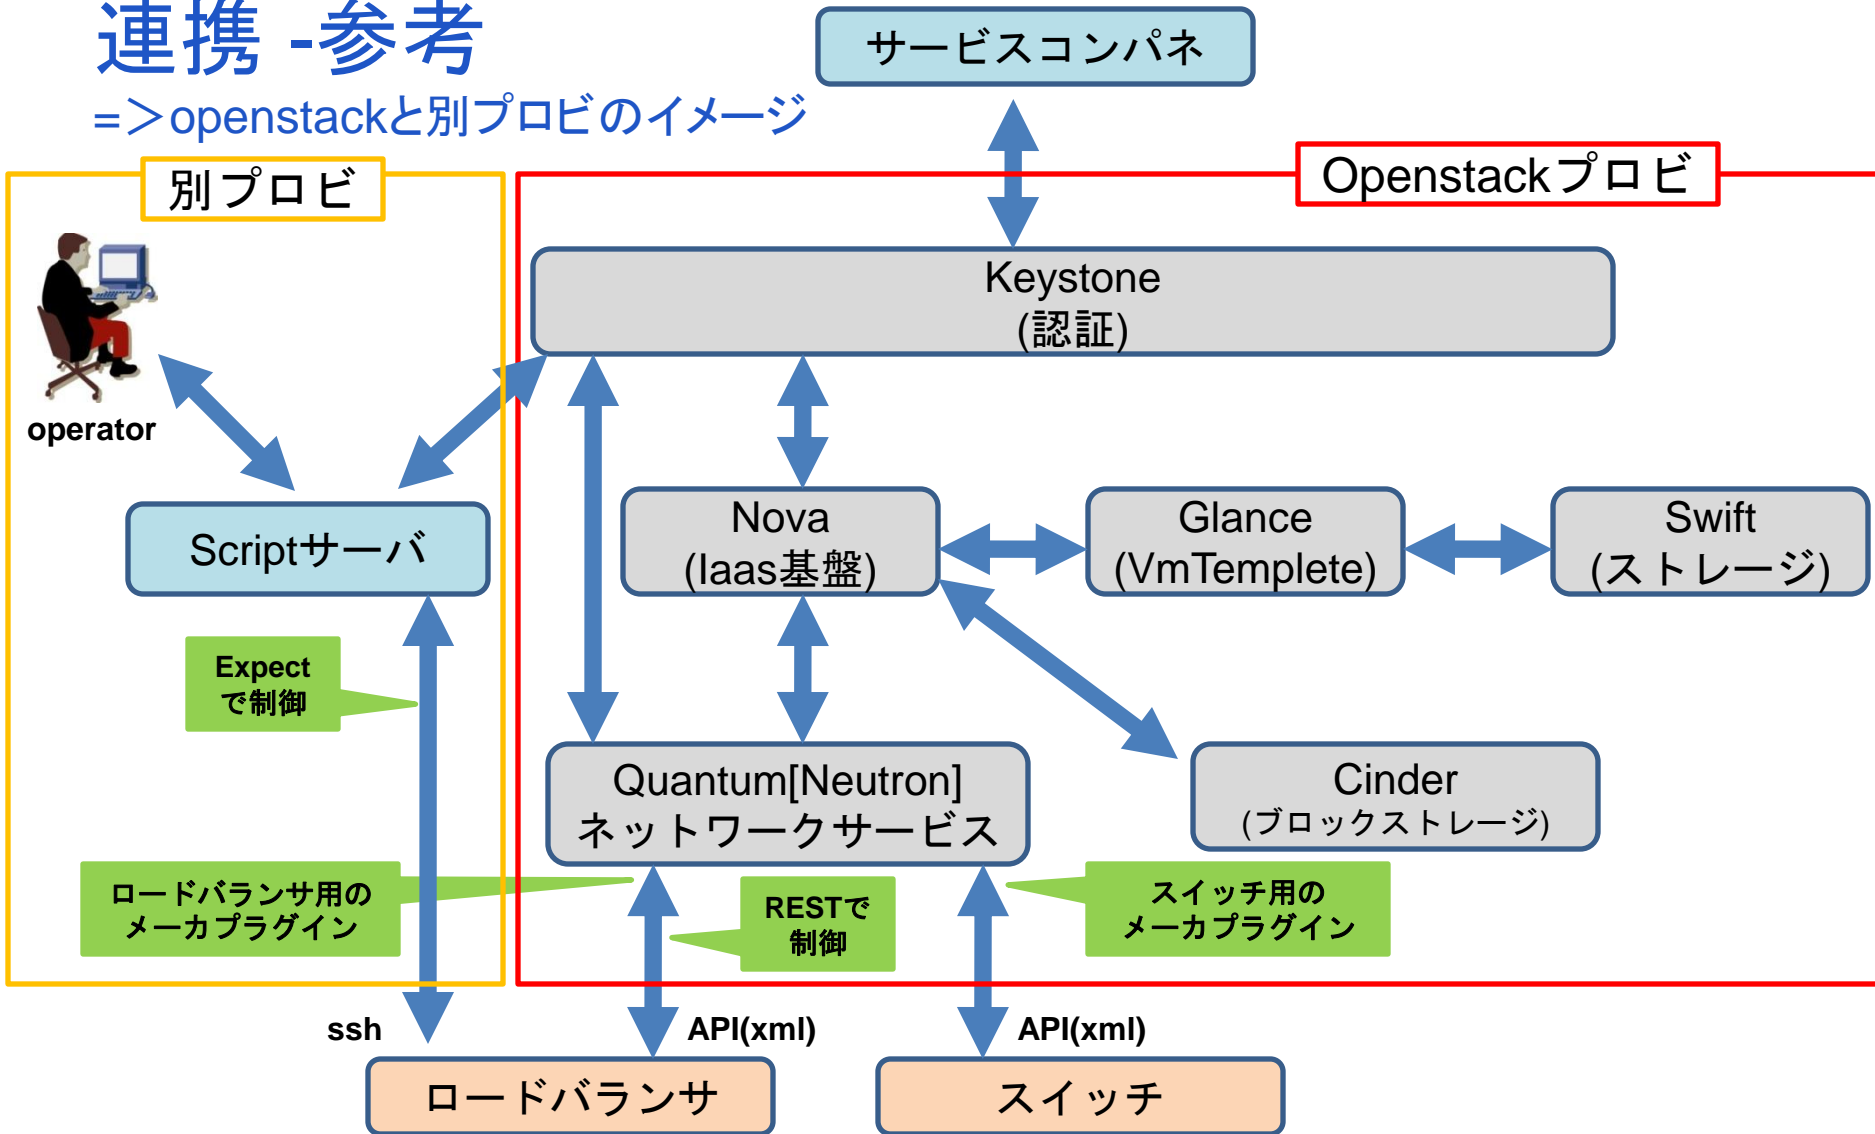 連携 -参考
=＞openstackと別プロビのイメージ
サービスコンパネ
別プロビ
Openstackプロビ
operator
Keystone
(認証)
Scriptサーバ
Nova
(Iaas基盤)
Glance
(VmTemplete)
Swift
(ストレージ)
Expect
で制御
Quantum[Neutron]
ネットワークサービス
Cinder
(ブロックストレージ)
ロードバランサ用の
メーカプラグイン
RESTで
制御
スイッチ用の
メーカプラグイン
ssh
API(xml)
API(xml)
ロードバランサ
スイッチ